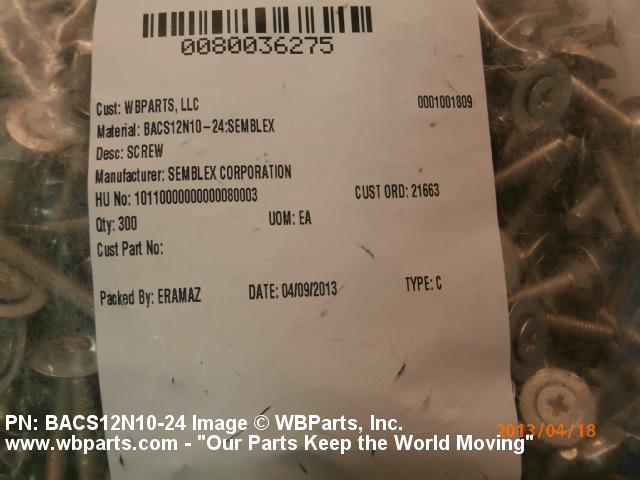 0080036275
Cust: WBPARTS, LLC 0001001809
Material: BACS12N10-24:SEMBLEX
Desc: SCREW
Manufacturer: SEMBLEX CORPORATION
HU No: 10110000000000080003 CUST ORD: 21663
Qty: 300 UOM: EA
Cust Part No:
Packed By: ERAMAZ DATE: 04/09/2013 TYPE: C
PN: BACS12N10-24 Image © WBParts, Inc.
2013/04/18
www.wbparts.com - "Our Parts Keep the World Moving"